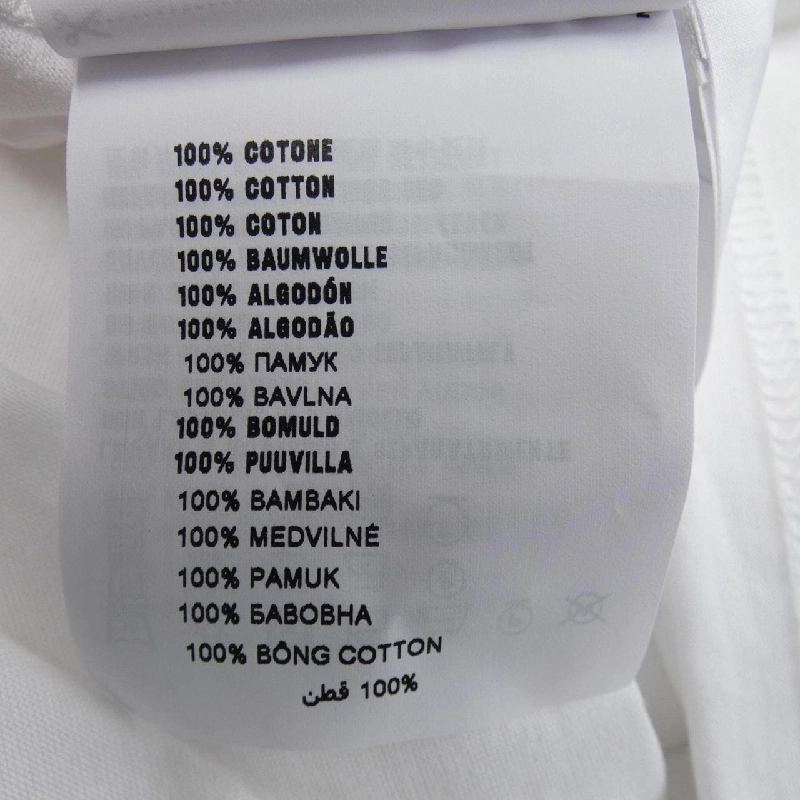 100% COTONE
100% COTTON
100% COTON
100% BAUMWOLLE
100% ALGODÓN
100% ALGODÃO
100% ПАМУК
100% BAVLNA
100% BOMULD
100% PUUVILLA
100% BAMBAKI
100% MEDVILNĖ
100% PAMUK
100% БАВОВНА
100% BÔNG COTTON
100% قطن